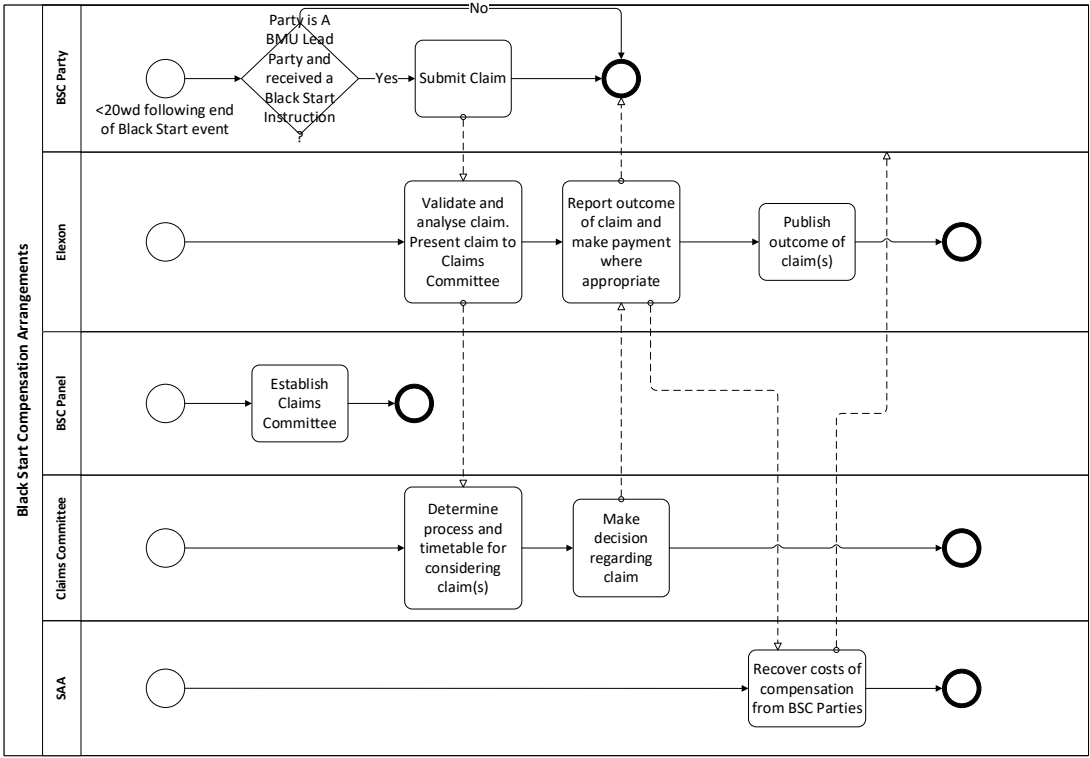 Black Start Compensation Arrangements
BSC Party
<20wd following end
of Black Start event
Party is A
BMU Lead
Party and
received a
Black Start
Instruction
?
No
Yes
Submit Claim
Elexon
Validate and
analyse claim.
Present claim to
Claims
Committee
Report outcome
of claim and
make payment
where
appropriate
Publish
outcome of
claim(s)
BSC Panel
Establish
Claims
Committee
Claims Committee
Determine
process and
timetable for
considering
claim(s)
Make
decision
regarding
claim
SAA
Recover costs of
compensation
from BSC Parties